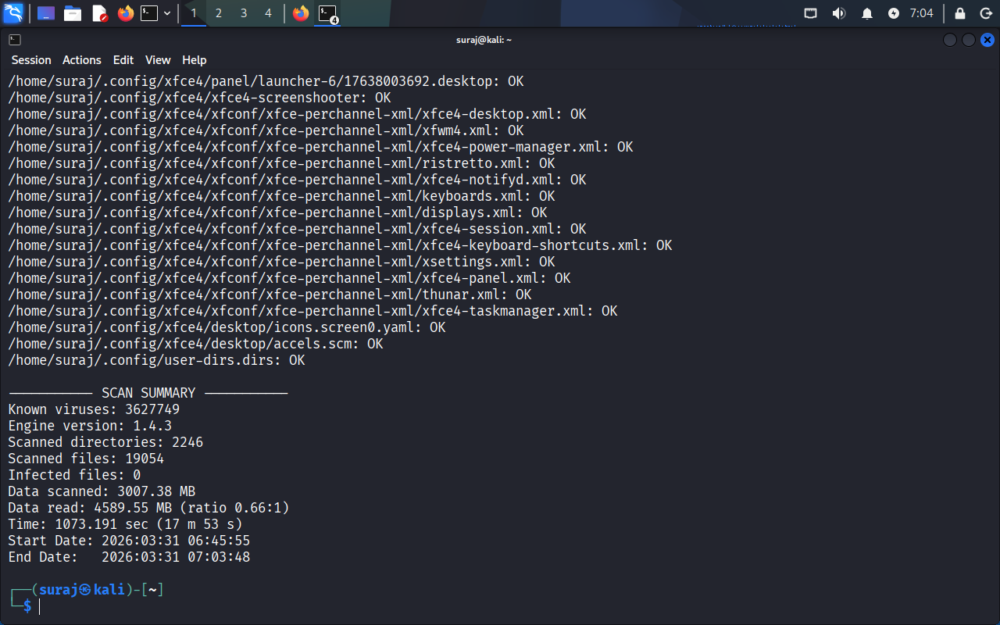 1 2 3 4 4 7:04
suraj@kali: ~
Session Actions Edit View Help
/home/suraj/.config/xfce4/panel/launcher-6/17638003692.desktop: OK
/home/suraj/.config/xfce4/xfce4-screenshooter: OK
/home/suraj/.config/xfce4/xfconf/xfce-perchannel-xml/xfce4-desktop.xml: OK
/home/suraj/.config/xfce4/xfconf/xfce-perchannel-xml/xfwm4.xml: OK
/home/suraj/.config/xfce4/xfconf/xfce-perchannel-xml/xfce4-power-manager.xml: OK
/home/suraj/.config/xfce4/xfconf/xfce-perchannel-xml/ristretto.xml: OK
/home/suraj/.config/xfce4/xfconf/xfce-perchannel-xml/xfce4-notifyd.xml: OK
/home/suraj/.config/xfce4/xfconf/xfce-perchannel-xml/keyboards.xml: OK
/home/suraj/.config/xfce4/xfconf/xfce-perchannel-xml/displays.xml: OK
/home/suraj/.config/xfce4/xfconf/xfce-perchannel-xml/xfce4-session.xml: OK
/home/suraj/.config/xfce4/xfconf/xfce-perchannel-xml/xfce4-keyboard-shortcuts.xml: OK
/home/suraj/.config/xfce4/xfconf/xfce-perchannel-xml/xsettings.xml: OK
/home/suraj/.config/xfce4/xfconf/xfce-perchannel-xml/xfce4-panel.xml: OK
/home/suraj/.config/xfce4/xfconf/xfce-perchannel-xml/thunar.xml: OK
/home/suraj/.config/xfce4/xfconf/xfce-perchannel-xml/xfce4-taskmanager.xml: OK
/home/suraj/.config/xfce4/desktop/icons.screen0.yaml: OK
/home/suraj/.config/xfce4/desktop/accels.scm: OK
/home/suraj/.config/user-dirs.dirs: OK
----------- SCAN SUMMARY -----------
Known viruses: 3627749
Engine version: 1.4.3
Scanned directories: 2246
Scanned files: 19054
Infected files: 0
Data scanned: 3007.38 MB
Data read: 4589.55 MB (ratio 0.66:1)
Time: 1073.191 sec (17 m 53 s)
Start Date: 2026:03:31 06:45:55
End Date:   2026:03:31 07:03:48
┌──(suraj㉿kali)-[~]
└─$